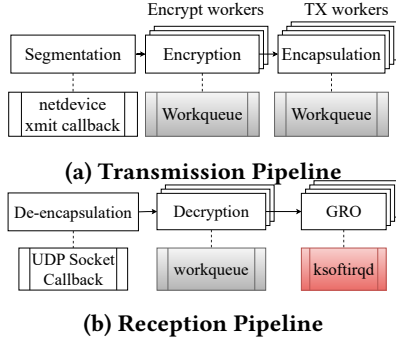 Encrypt workers TX workers
Segmentation Encryption Encapsulation
netdevice
xmit callback
Workqueue Workqueue
(a) Transmission Pipeline
De-encapsulation Decryption GRO
UDP Socket
Callback
workqueue ksoftirqd
(b) Reception Pipeline